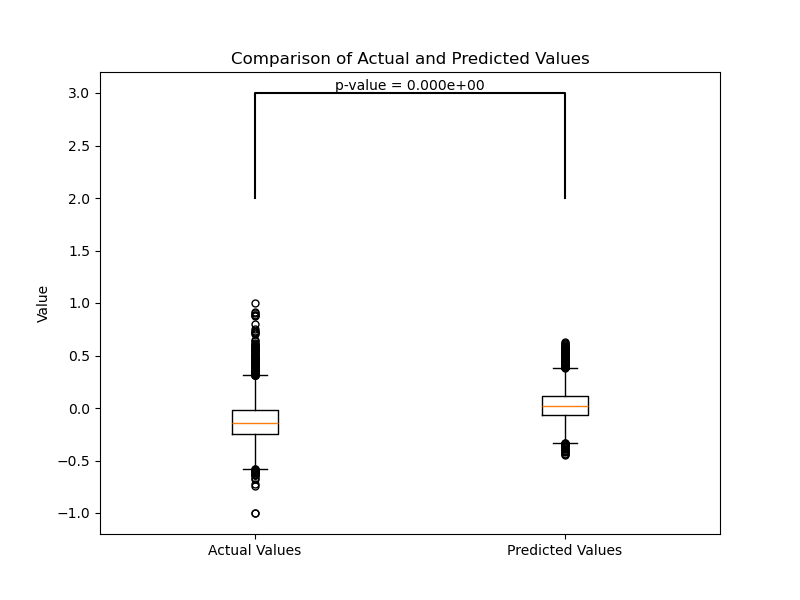 Comparison of Actual and Predicted Values
p-value = 0.000e+00
3.0
2.5
2.0
1.5
1.0
0.5
0.0
−0.5
−1.0
Value
Actual Values
Predicted Values